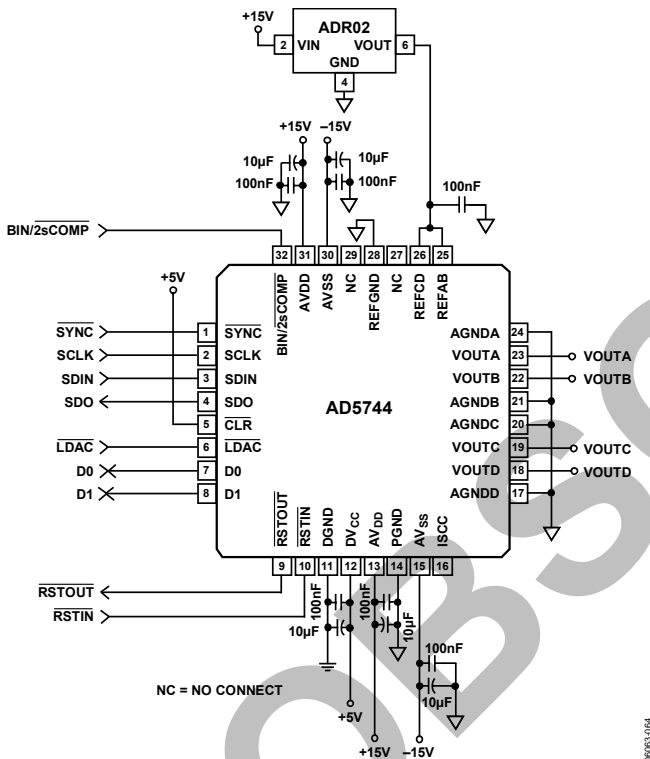 ADR02
+15V
2 VIN VOUT 6
GND
4
+15V –15V
10µF 10µF
100nF 100nF
100nF
BIN/2sCOMP
32 31 30 29 28 27 26 25
+5V
BIN/2sCOMP AVDD AVSS NC REFGND NC REFCD REFAB
SYNC 1 SYNC AGNDA 24
SCLK 2 SCLK VOUTA 23 VOUTA
SDIN 3 SDIN VOUTB 22 VOUTB
SDO 4 SDO AGNDB 21
AD5744
5 CLR AGNDC 20
LDAC 6 LDAC VOUTC 19 VOUTC
D0 7 D0 VOUTD 18 VOUTD
D1 8 D1 AGNDD 17
RSTOUT RSTIN DGND DVCC AVDD PGND AVSS ISCC
9 10 11 12 13 14 15 16
RSTOUT
RSTIN
100nF 100nF
10µF 10µF
100nF
10µF
NC = NO CONNECT
+5V
+15V –15V
06063-064